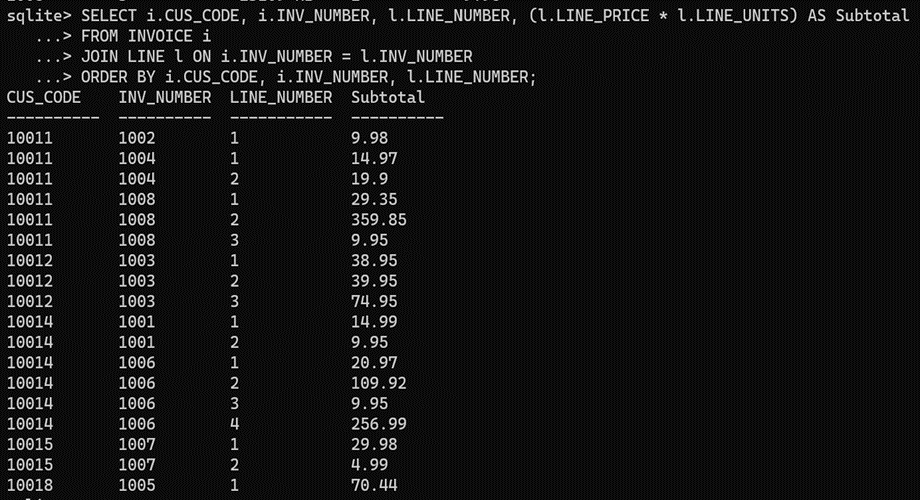 sqlite> SELECT i.CUS_CODE, i.INV_NUMBER, l.LINE_NUMBER, (l.LINE_PRICE * l.LINE_UNITS) AS Subtotal
...> FROM INVOICE i
...> JOIN LINE l ON i.INV_NUMBER = l.INV_NUMBER
...> ORDER BY i.CUS_CODE, i.INV_NUMBER, l.LINE_NUMBER;
CUS_CODE    INV_NUMBER  LINE_NUMBER  Subtotal
----------  ----------  -----------  ----------
10011       1002        1            9.98
10011       1004        1            14.97
10011       1004        2            19.9
10011       1008        1            29.35
10011       1008        2            359.85
10011       1008        3            9.95
10012       1003        1            38.95
10012       1003        2            39.95
10012       1003        3            74.95
10014       1001        1            14.99
10014       1001        2            9.95
10014       1006        1            20.97
10014       1006        2            109.92
10014       1006        3            9.95
10014       1006        4            256.99
10015       1007        1            29.98
10015       1007        2            4.99
10018       1005        1            70.44